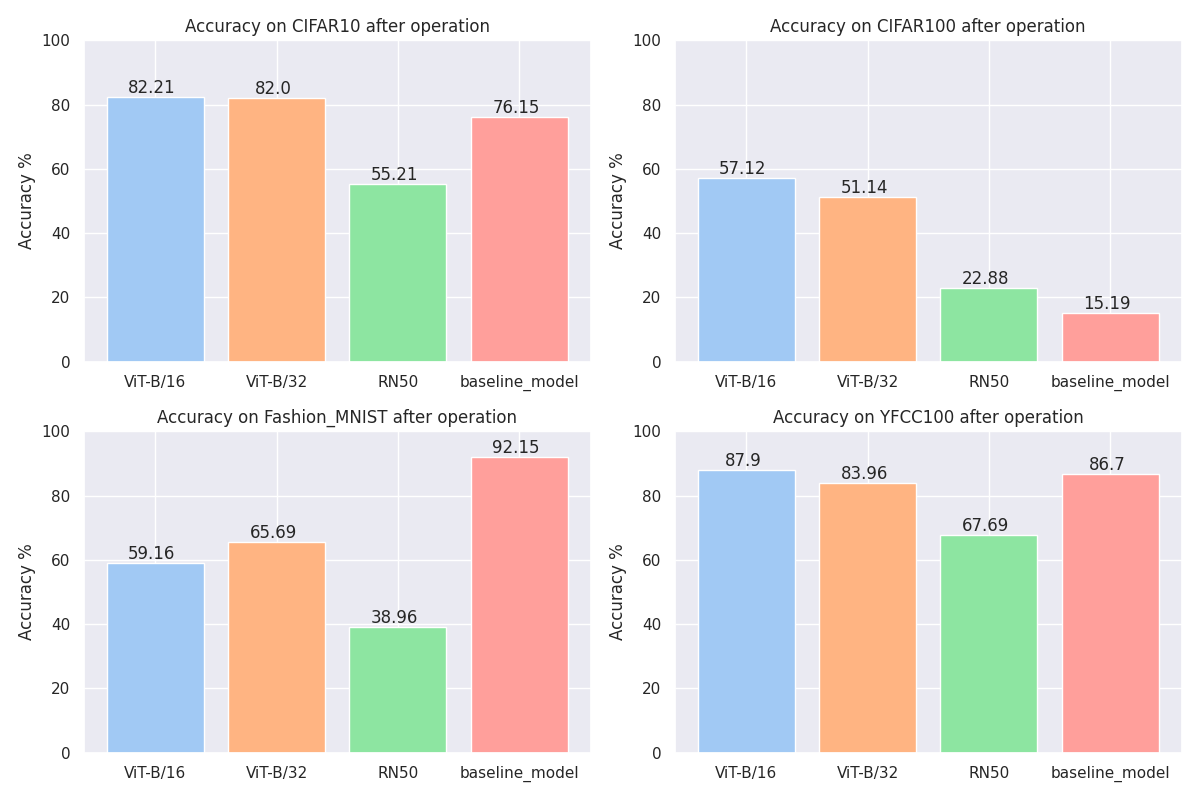 Accuracy on CIFAR10 after operation
Accuracy %
100
80
60
40
20
0
82.21
82.0
55.21
76.15
ViT-B/16
ViT-B/32
RN50
baseline_model
Accuracy on CIFAR100 after operation
Accuracy %
100
80
60
40
20
0
57.12
51.14
22.88
15.19
ViT-B/16
ViT-B/32
RN50
baseline_model
Accuracy on Fashion_MNIST after operation
Accuracy %
100
80
60
40
20
0
59.16
65.69
38.96
92.15
ViT-B/16
ViT-B/32
RN50
baseline_model
Accuracy on YFCC100 after operation
Accuracy %
100
80
60
40
20
0
87.9
83.96
67.69
86.7
ViT-B/16
ViT-B/32
RN50
baseline_model